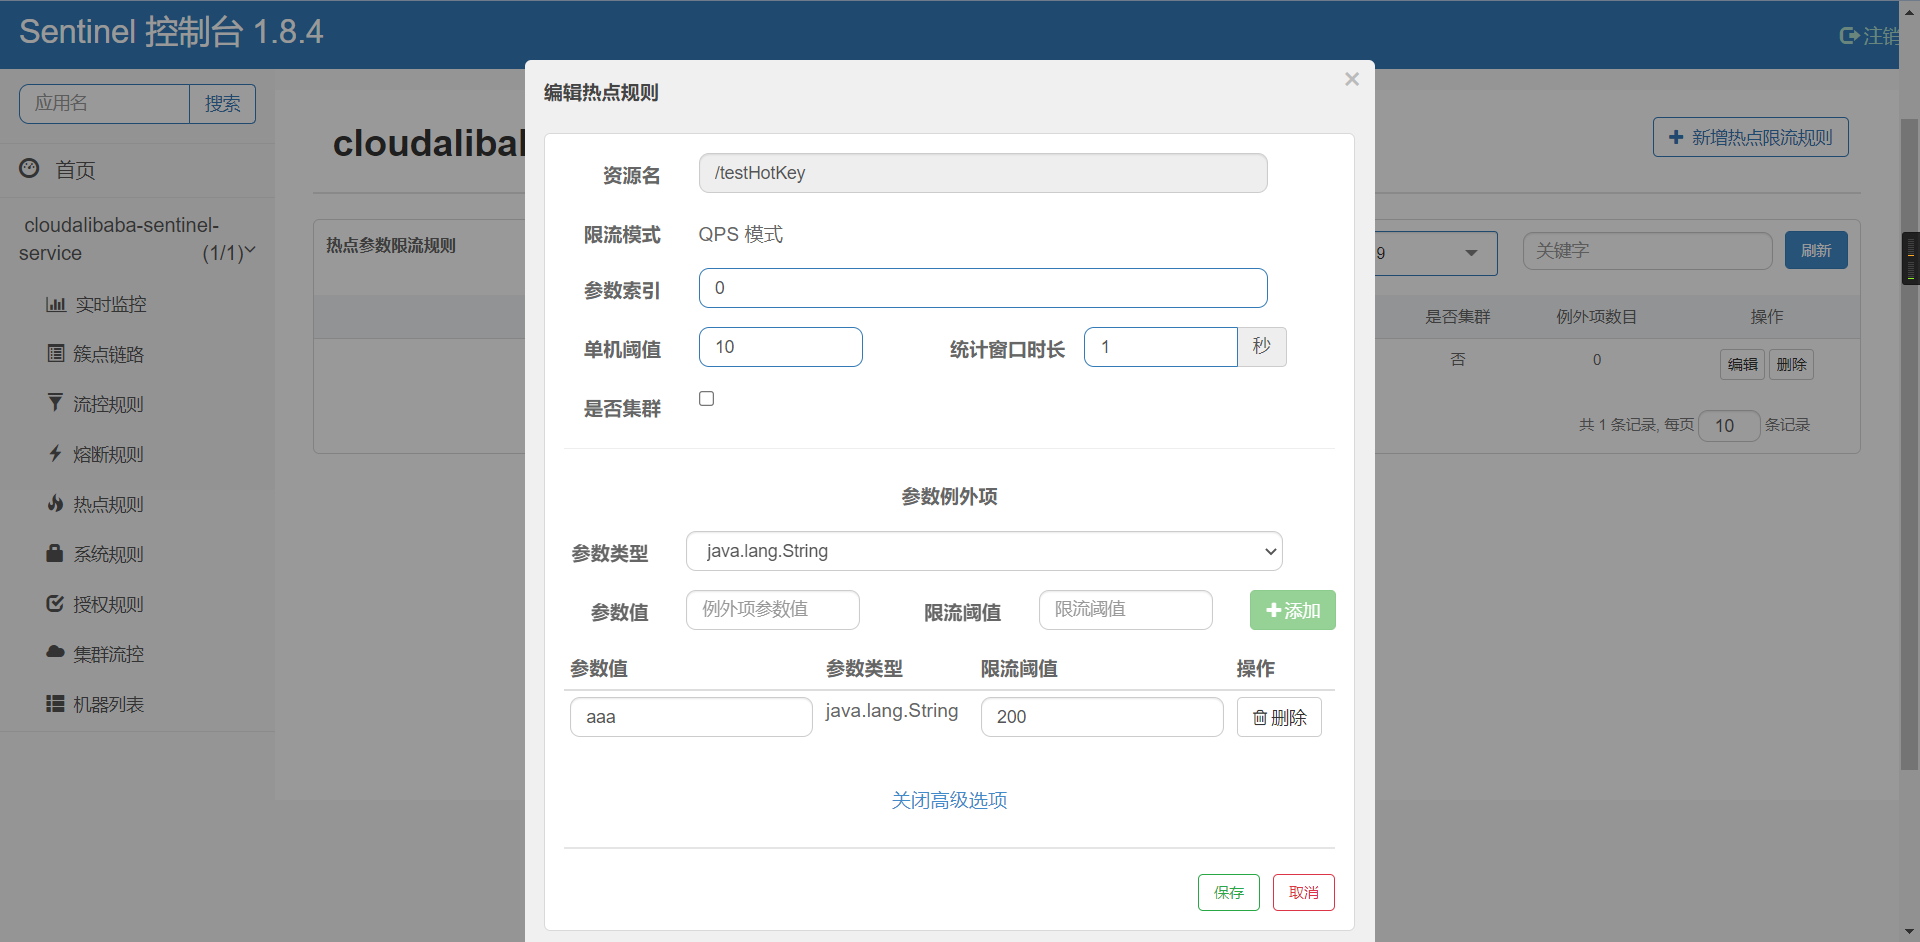 Sentinel 控制台 1.8.4
注销
应用名
搜索
首页
cloudalibaba-sentinel-
service
(1/1)
实时监控
簇点链路
流控规则
熔断规则
热点规则
系统规则
授权规则
集群流控
机器列表
cloudalibab
新增热点限流规则
热点参数限流规则
9
关键字
刷新
是否集群
例外项数目
操作
否
0
编辑
删除
共 1 条记录, 每页
10
条记录
编辑热点规则
×
资源名
/testHotKey
限流模式
QPS 模式
参数索引
0
单机阈值
10
统计窗口时长
1
秒
是否集群
参数例外项
参数类型
java.lang.String
参数值
例外项参数值
限流阈值
限流阈值
添加
参数值
参数类型
限流阈值
操作
aaa
java.lang.String
200
删除
关闭高级选项
保存
取消